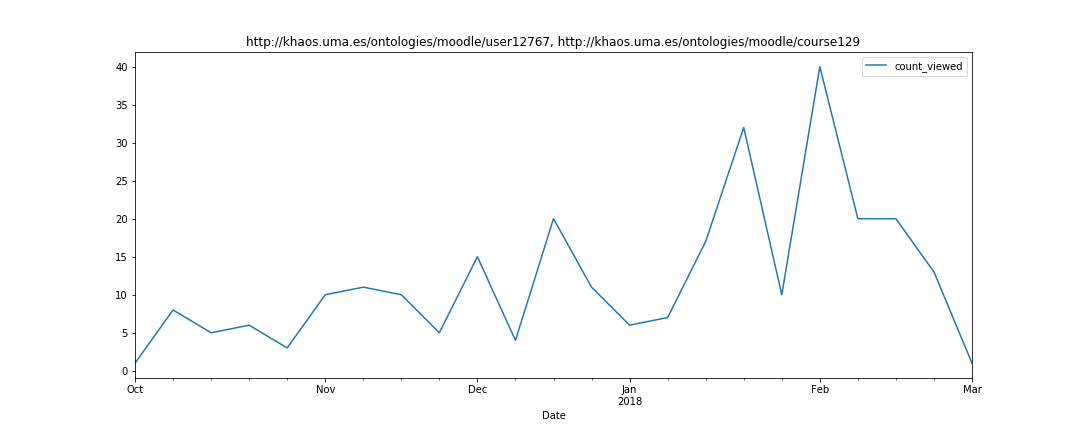 http://khaos.uma.es/ontologies/moodle/user12767, http://khaos.uma.es/ontologies/moodle/course129
count_viewed
40
35
30
25
20
15
10
5
0
Oct Nov Dec Jan Feb Mar
2018
Date